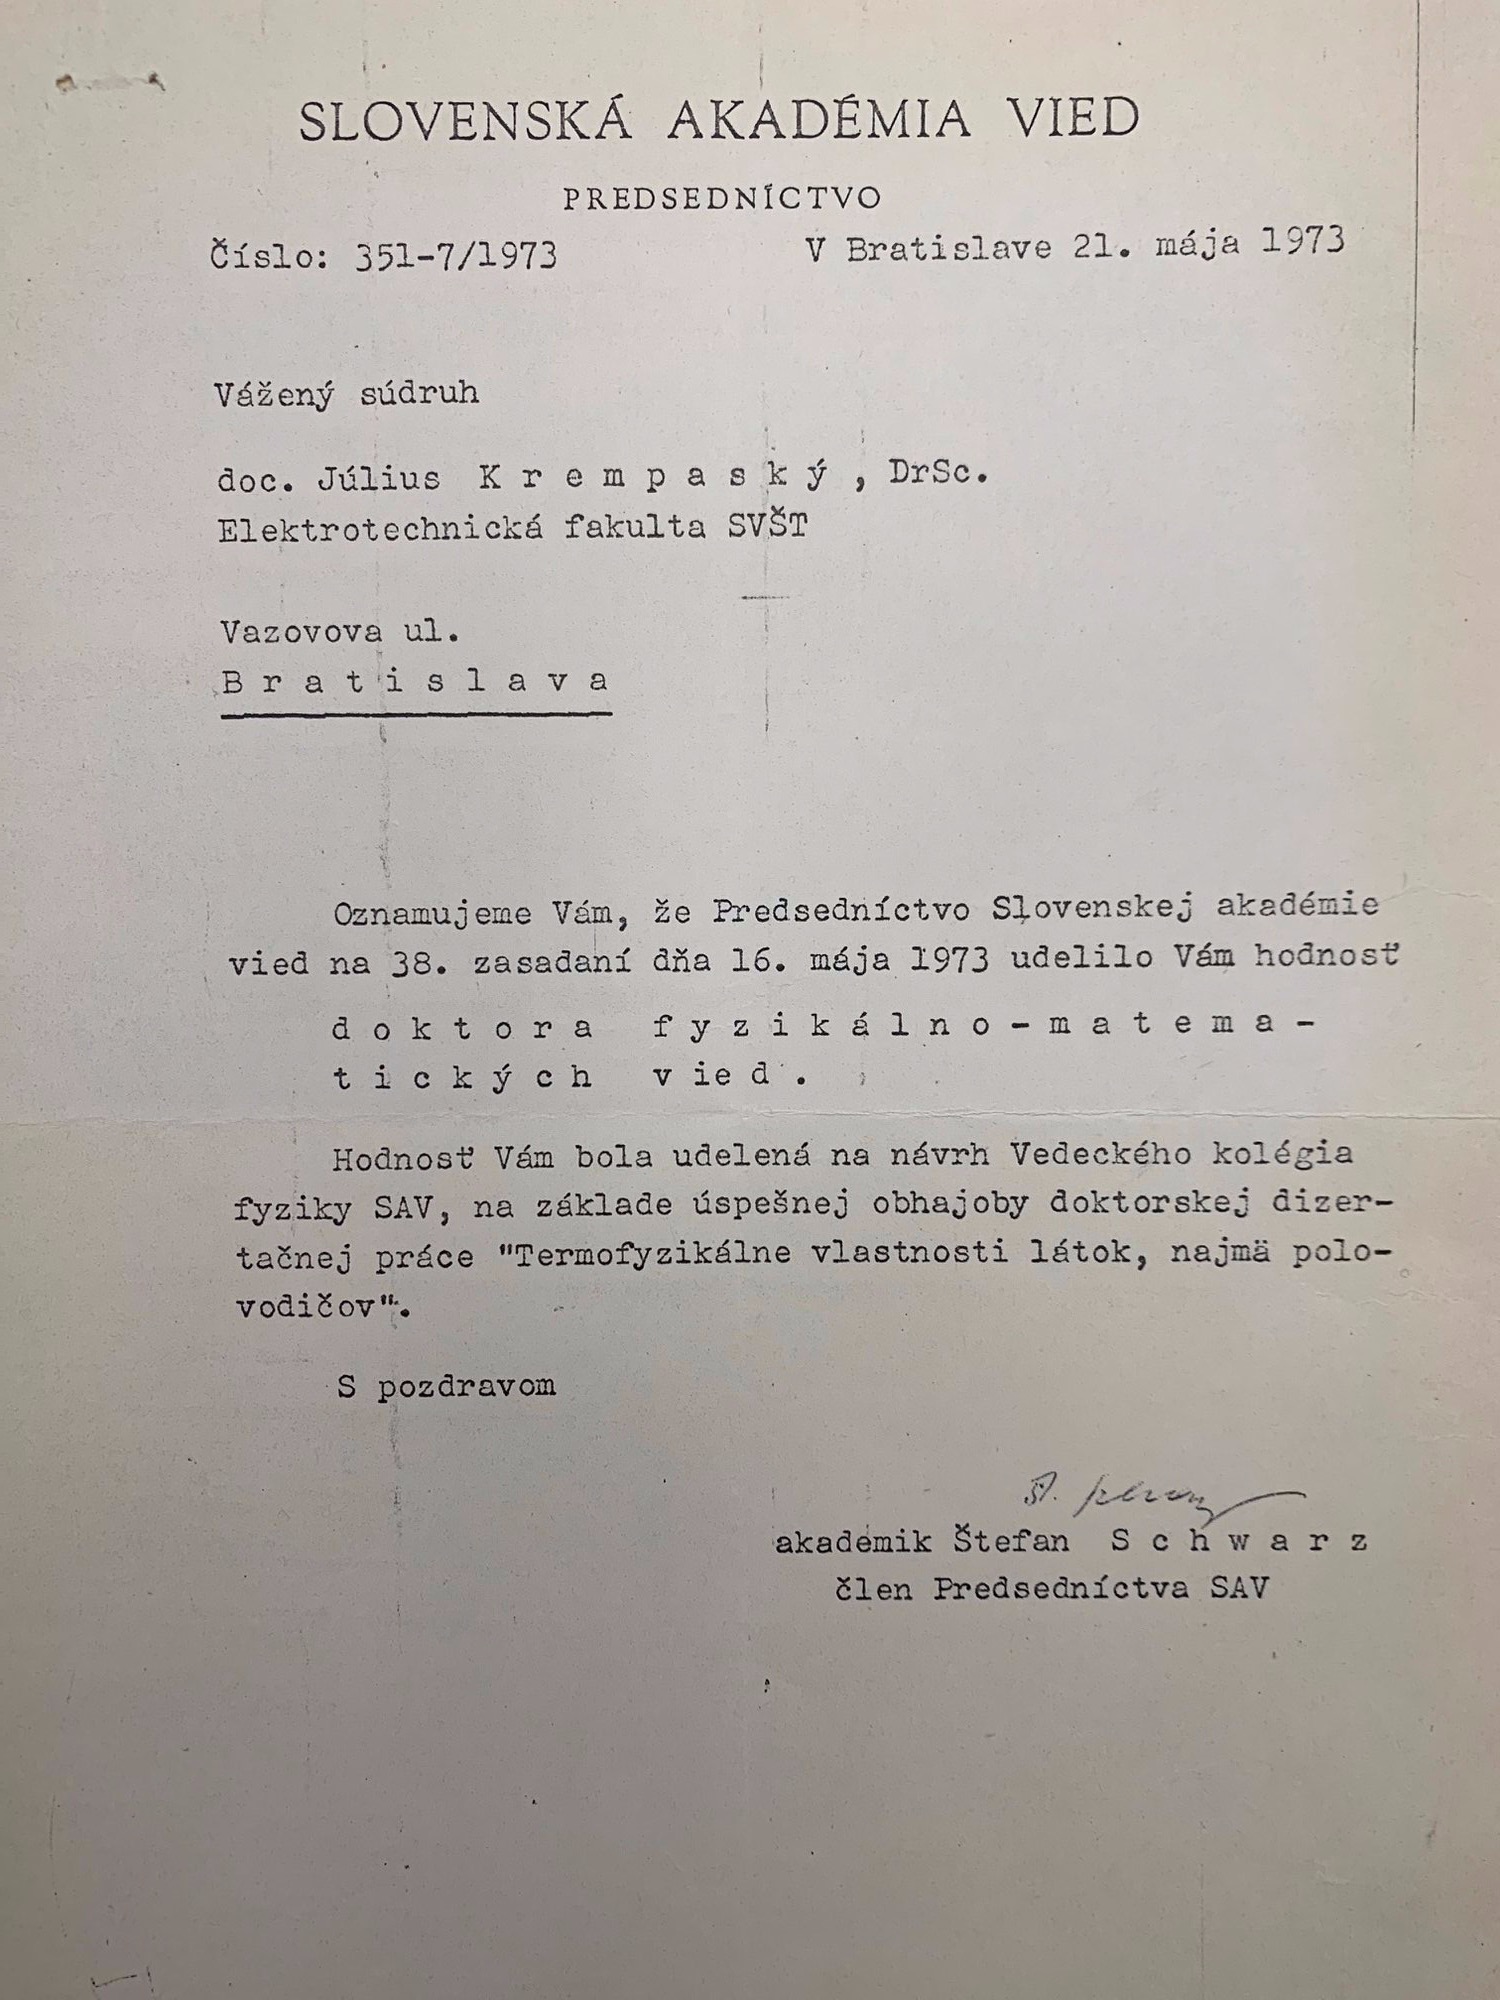 SLOVENSKÁ AKADÉMIA VIED
PREDSEDNÍCTVO
Číslo: 351-7/1973 V Bratislave 21. mája 1973
Vážený súdruh
doc. Július K r e m p a s k ý , DrSc.
Elektrotechnická fakulta SVŠT
Vazovova ul.
B r a t i s l a v a
Oznamujeme Vám, že Predsedníctvo Slovenskej akadémie
vied na 38. zasadaní dňa 16. mája 1973 udelilo Vám hodnosť
d o k t o r a f y z i k á l n o - m a t e m a -
t i c k ý c h v i e d .
Hodnosť Vám bola udelená na návrh Vedeckého kolégia
fyziky SAV, na základe úspešnej obhajoby doktorskej dizer-
tačnej práce "Termofyzikálne vlastnosti látok, najmä polo-
vodičov".
S pozdravom
Št. Schwarz
akademik Štefan S c h w a r z
člen Predsedníctva SAV